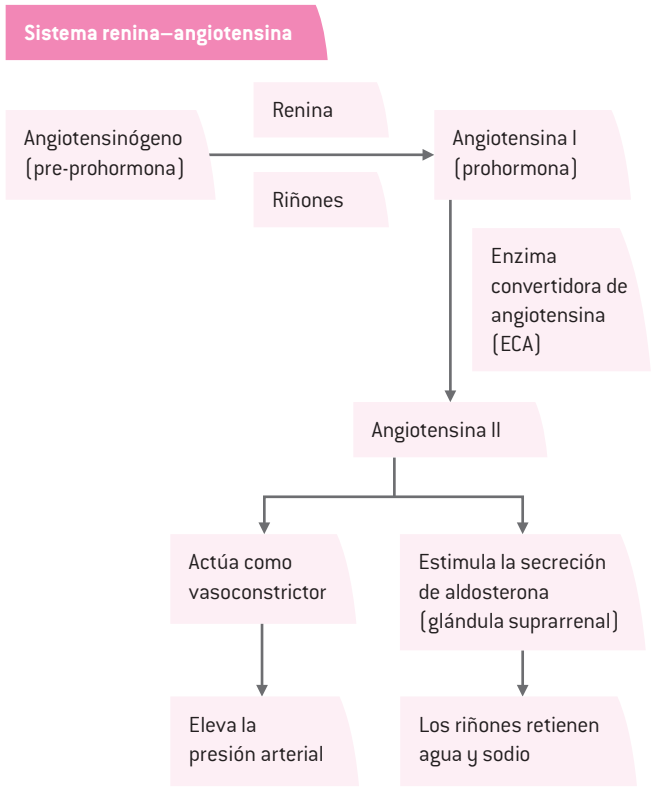 Sistema renina–angiotensina
Renina
Angiotensinógeno
(pre-prohormona)
Angiotensina I
(prohormona)
Riñones
Enzima
convertidora de
angiotensina
(ECA)
Angiotensina II
Actúa como
vasoconstrictor
Estimula la secreción
de aldosterona
(glándula suprarrenal)
Eleva la
presión arterial
Los riñones retienen
agua y sodio